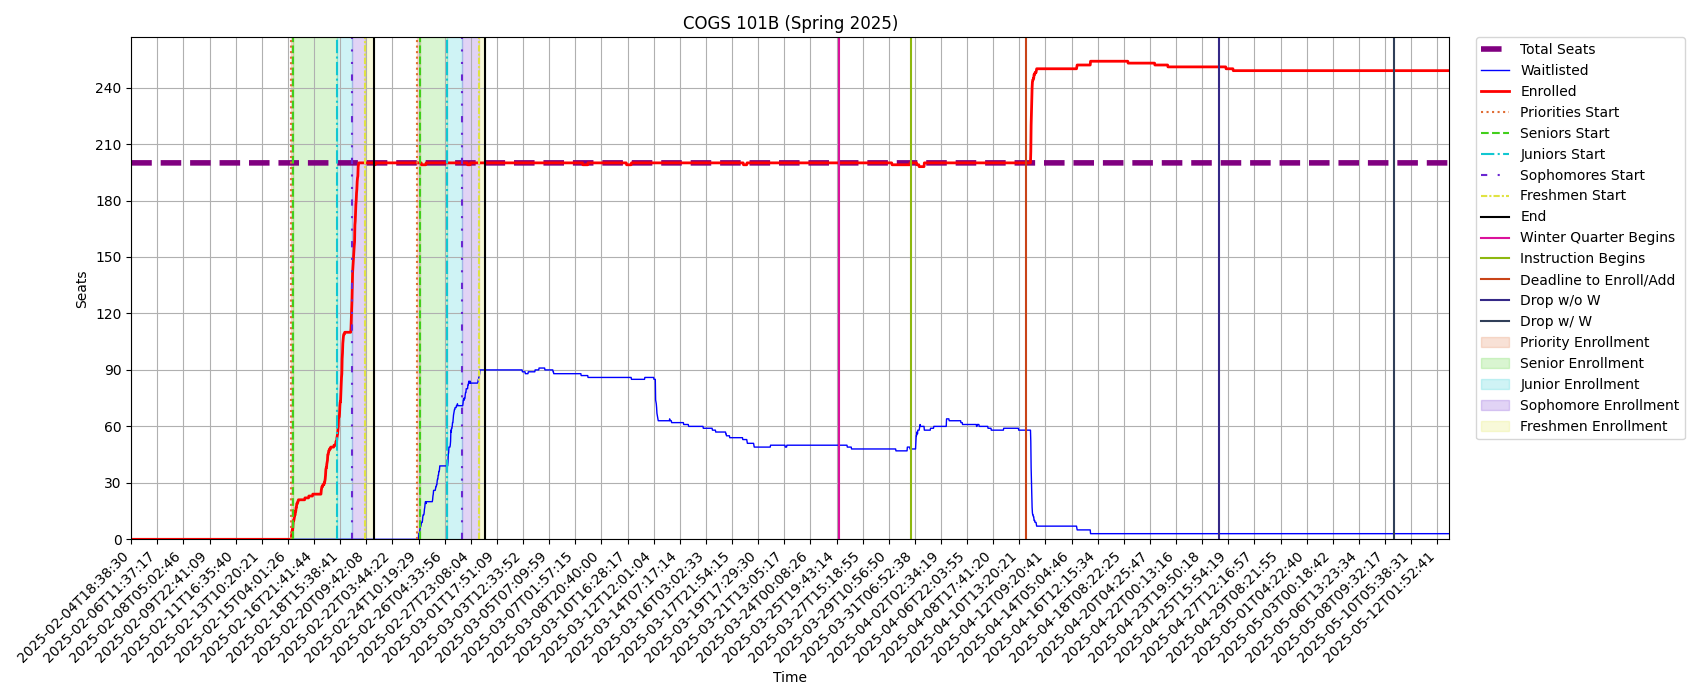 COGS 101B (Spring 2025)
Seats
240
210
180
150
120
90
60
30
0
2025-02-04T18:38:30
2025-02-06T11:37:17
2025-02-08T05:02:46
2025-02-09T22:41:09
2025-02-11T16:35:40
2025-02-13T10:20:21
2025-02-15T04:01:26
2025-02-16T21:41:44
2025-02-18T15:38:41
2025-02-20T09:42:08
2025-02-22T03:44:22
2025-02-24T04:19:29
2025-02-26T04:33:56
2025-02-27T23:08:04
2025-03-01T17:51:09
2025-03-03T12:33:52
2025-03-05T07:09:59
2025-03-07T01:57:15
2025-03-08T20:40:00
2025-03-10T16:28:17
2025-03-12T12:01:04
2025-03-14T07:17:14
2025-03-16T03:02:33
2025-03-17T21:54:15
2025-03-19T17:29:30
2025-03-21T13:05:17
2025-03-24T00:08:26
2025-03-25T19:43:14
2025-03-27T15:18:55
2025-03-29T10:56:50
2025-03-31T06:52:38
2025-04-02T02:34:19
2025-04-06T22:03:55
2025-04-08T17:41:20
2025-04-10T13:20:21
2025-04-12T09:20:41
2025-04-14T05:04:46
2025-04-16T12:15:34
2025-04-18T08:22:25
2025-04-20T04:25:47
2025-04-22T00:13:16
2025-04-23T19:50:18
2025-04-25T15:54:19
2025-04-27T12:16:57
2025-04-29T08:21:55
2025-05-01T04:22:40
2025-05-03T00:18:42
2025-05-06T13:23:34
2025-05-08T09:32:17
2025-05-10T05:38:31
2025-05-12T01:52:41
Time
Total Seats
Waitlisted
Enrolled
Priorities Start
Seniors Start
Juniors Start
Sophomores Start
Freshmen Start
End
Winter Quarter Begins
Instruction Begins
Deadline to Enroll/Add
Drop w/o W
Drop w/ W
Priority Enrollment
Senior Enrollment
Junior Enrollment
Sophomore Enrollment
Freshmen Enrollment